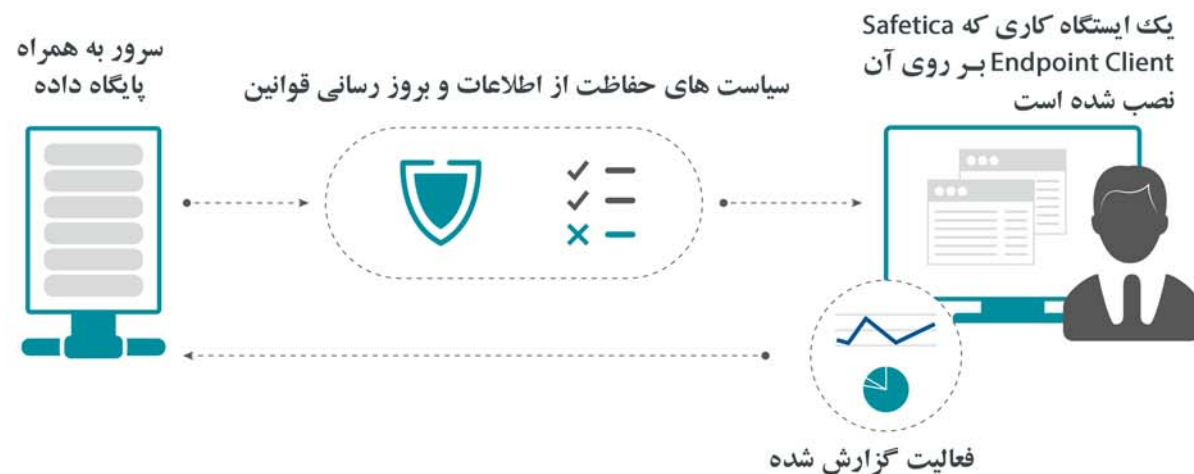 یک ایستگاه کاری که Safetica
Endpoint Client بـر روی آن
نصب شده است
سیاست های حفاظت از اطلاعات و بروز رسانی قوانین
سرور به همراه
پایگاه داده
فعالیت گزارش شده